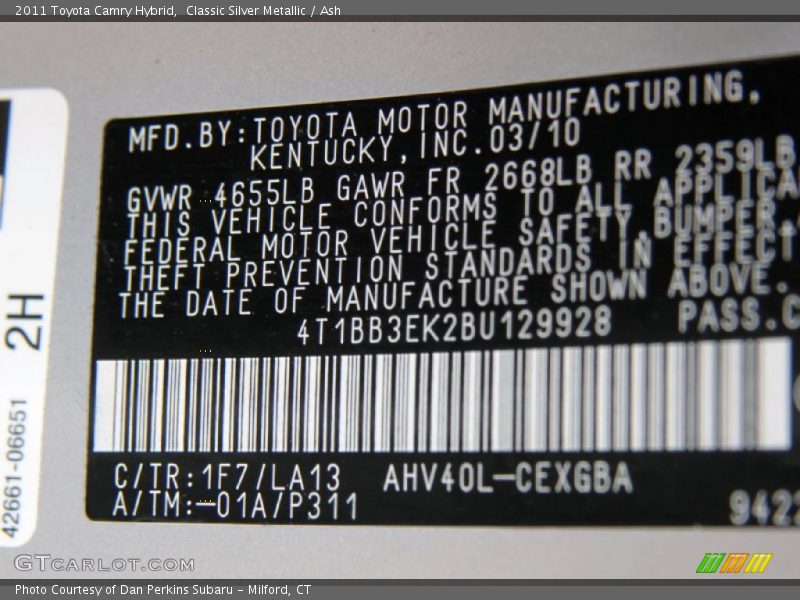 2011 Toyota Camry Hybrid, Classic Silver Metallic / Ash
MFD.BY:TOYOTA MOTOR MANUFACTURING,
KENTUCKY,INC.03/10
GVWR 4655LB GAWR FR 2668LB RR 2359LB
THIS VEHICLE CONFORMS TO ALL APPLICA
FEDERAL MOTOR VEHICLE SAFETY,BUMPER,
THEFT PREVENTION STANDARDS IN EFFECT
THE DATE OF MANUFACTURE SHOWN ABOVE.
4T1BB3EK2BU129928 PASS.C
C/TR:1F7/LA13 AHV40L-CEXGBA
A/TM:-01A/P311
9422
2H
42661-06651
GTCARLOT.COM
Photo Courtesy of Dan Perkins Subaru - Milford, CT